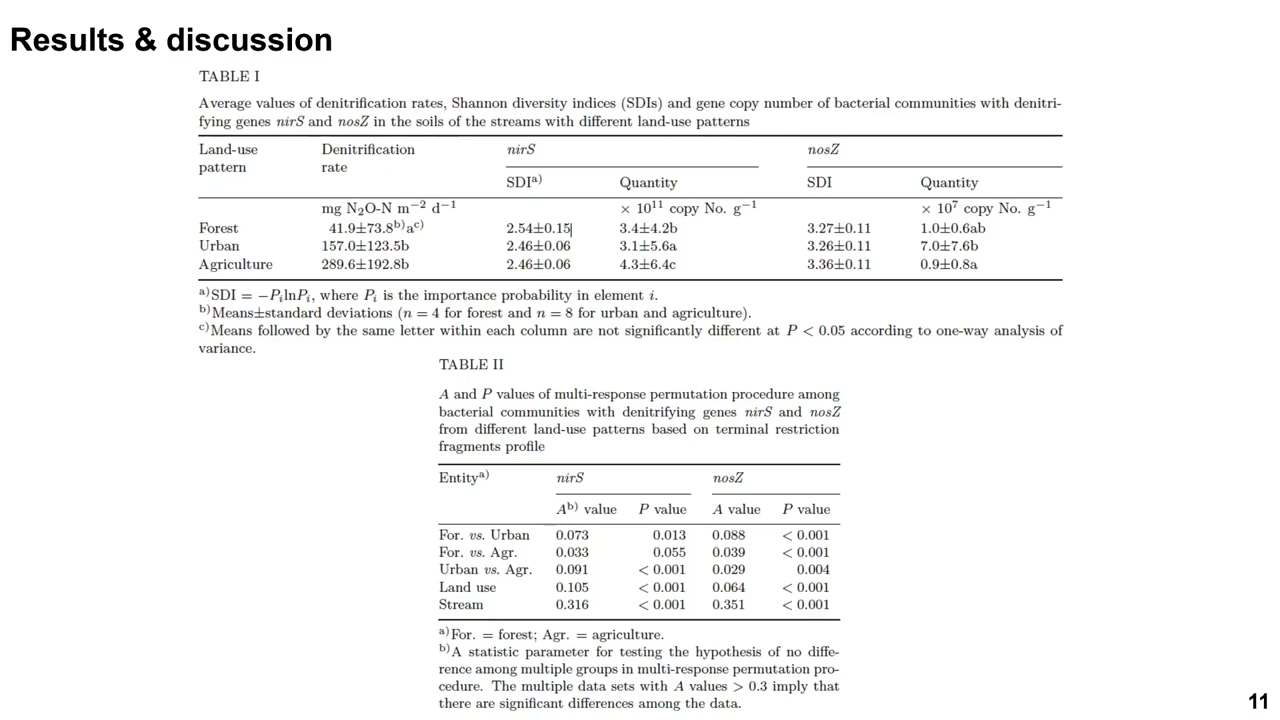 Results & discussion
TABLE I
Average values of denitrification rates, Shannon diversity indices (SDIs) and gene copy number of bacterial communities with denitri-
fying genes nirS and nosZ in the soils of the streams with different land-use patterns
Land-use Denitrification nirS nosZ
pattern rate
SDIa) Quantity SDI Quantity
mg N2O-N m−2 d−1 × 10^11 copy No. g−1 × 10^7 copy No. g−1
Forest 41.9±73.8b)ac) 2.54±0.15 3.4±4.2b 3.27±0.11 1.0±0.6ab
Urban 157.0±123.5b 2.46±0.06 3.1±5.6a 3.26±0.11 7.0±7.6b
Agriculture 289.6±192.8b 2.46±0.06 4.3±6.4c 3.36±0.11 0.9±0.8a
a)SDI = −PilnPi, where Pi is the importance probability in element i.
b)Means±standard deviations (n = 4 for forest and n = 8 for urban and agriculture).
c)Means followed by the same letter within each column are not significantly different at P < 0.05 according to one-way analysis of
variance.
TABLE II
A and P values of multi-response permutation procedure among
bacterial communities with denitrifying genes nirS and nosZ
from different land-use patterns based on terminal restriction
fragments profile
Entitya) nirS nosZ
Ab) value P value A value P value
For. vs. Urban 0.073 0.013 0.088 < 0.001
For. vs. Agr. 0.033 0.055 0.039 < 0.001
Urban vs. Agr. 0.091 < 0.001 0.029 0.004
Land use 0.105 < 0.001 0.064 < 0.001
Stream 0.316 < 0.001 0.351 < 0.001
a)For. = forest; Agr. = agriculture.
b)A statistic parameter for testing the hypothesis of no diffe-
rence among multiple groups in multi-response permutation pro-
cedure. The multiple data sets with A values > 0.3 imply that
there are significant differences among the data.
11